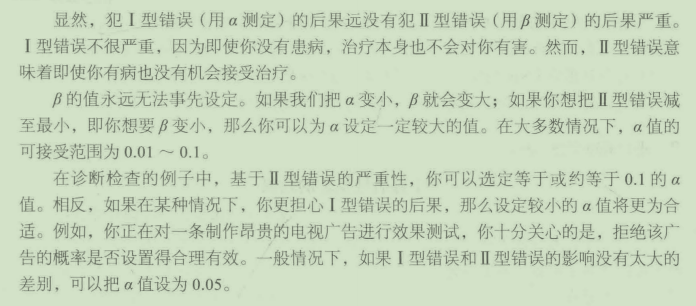 显然，犯Ⅰ型错误（用α测定）的后果远没有犯Ⅱ型错误（用β测定）的后果严重。
Ⅰ型错误不很严重，因为即使你没有患病，治疗本身也不会对你有害。然而，Ⅱ型错误意
味着即使你有病也没有机会接受治疗。
β的值永远无法事先设定。如果我们把α变小，β就会变大；如果你想把Ⅱ型错误减
至最小，即你想要β变小，那么你可以为α设定一定较大的值。在大多数情况下，α值的
可接受范围为0.01～0.1。
在诊断检查的例子中，基于Ⅱ型错误的严重性，你可以选定等于或约等于0.1的α
值。相反，如果在某种情况下，你更担心Ⅰ型错误的后果，那么设定较小的α值将更为合
适。例如，你正在对一条制作昂贵的电视广告进行效果测试，你十分关心的是，拒绝该广
告的概率是否设置得合理有效。一般情况下，如果Ⅰ型错误和Ⅱ型错误的影响没有太大的
差别，可以把α值设为0.05。